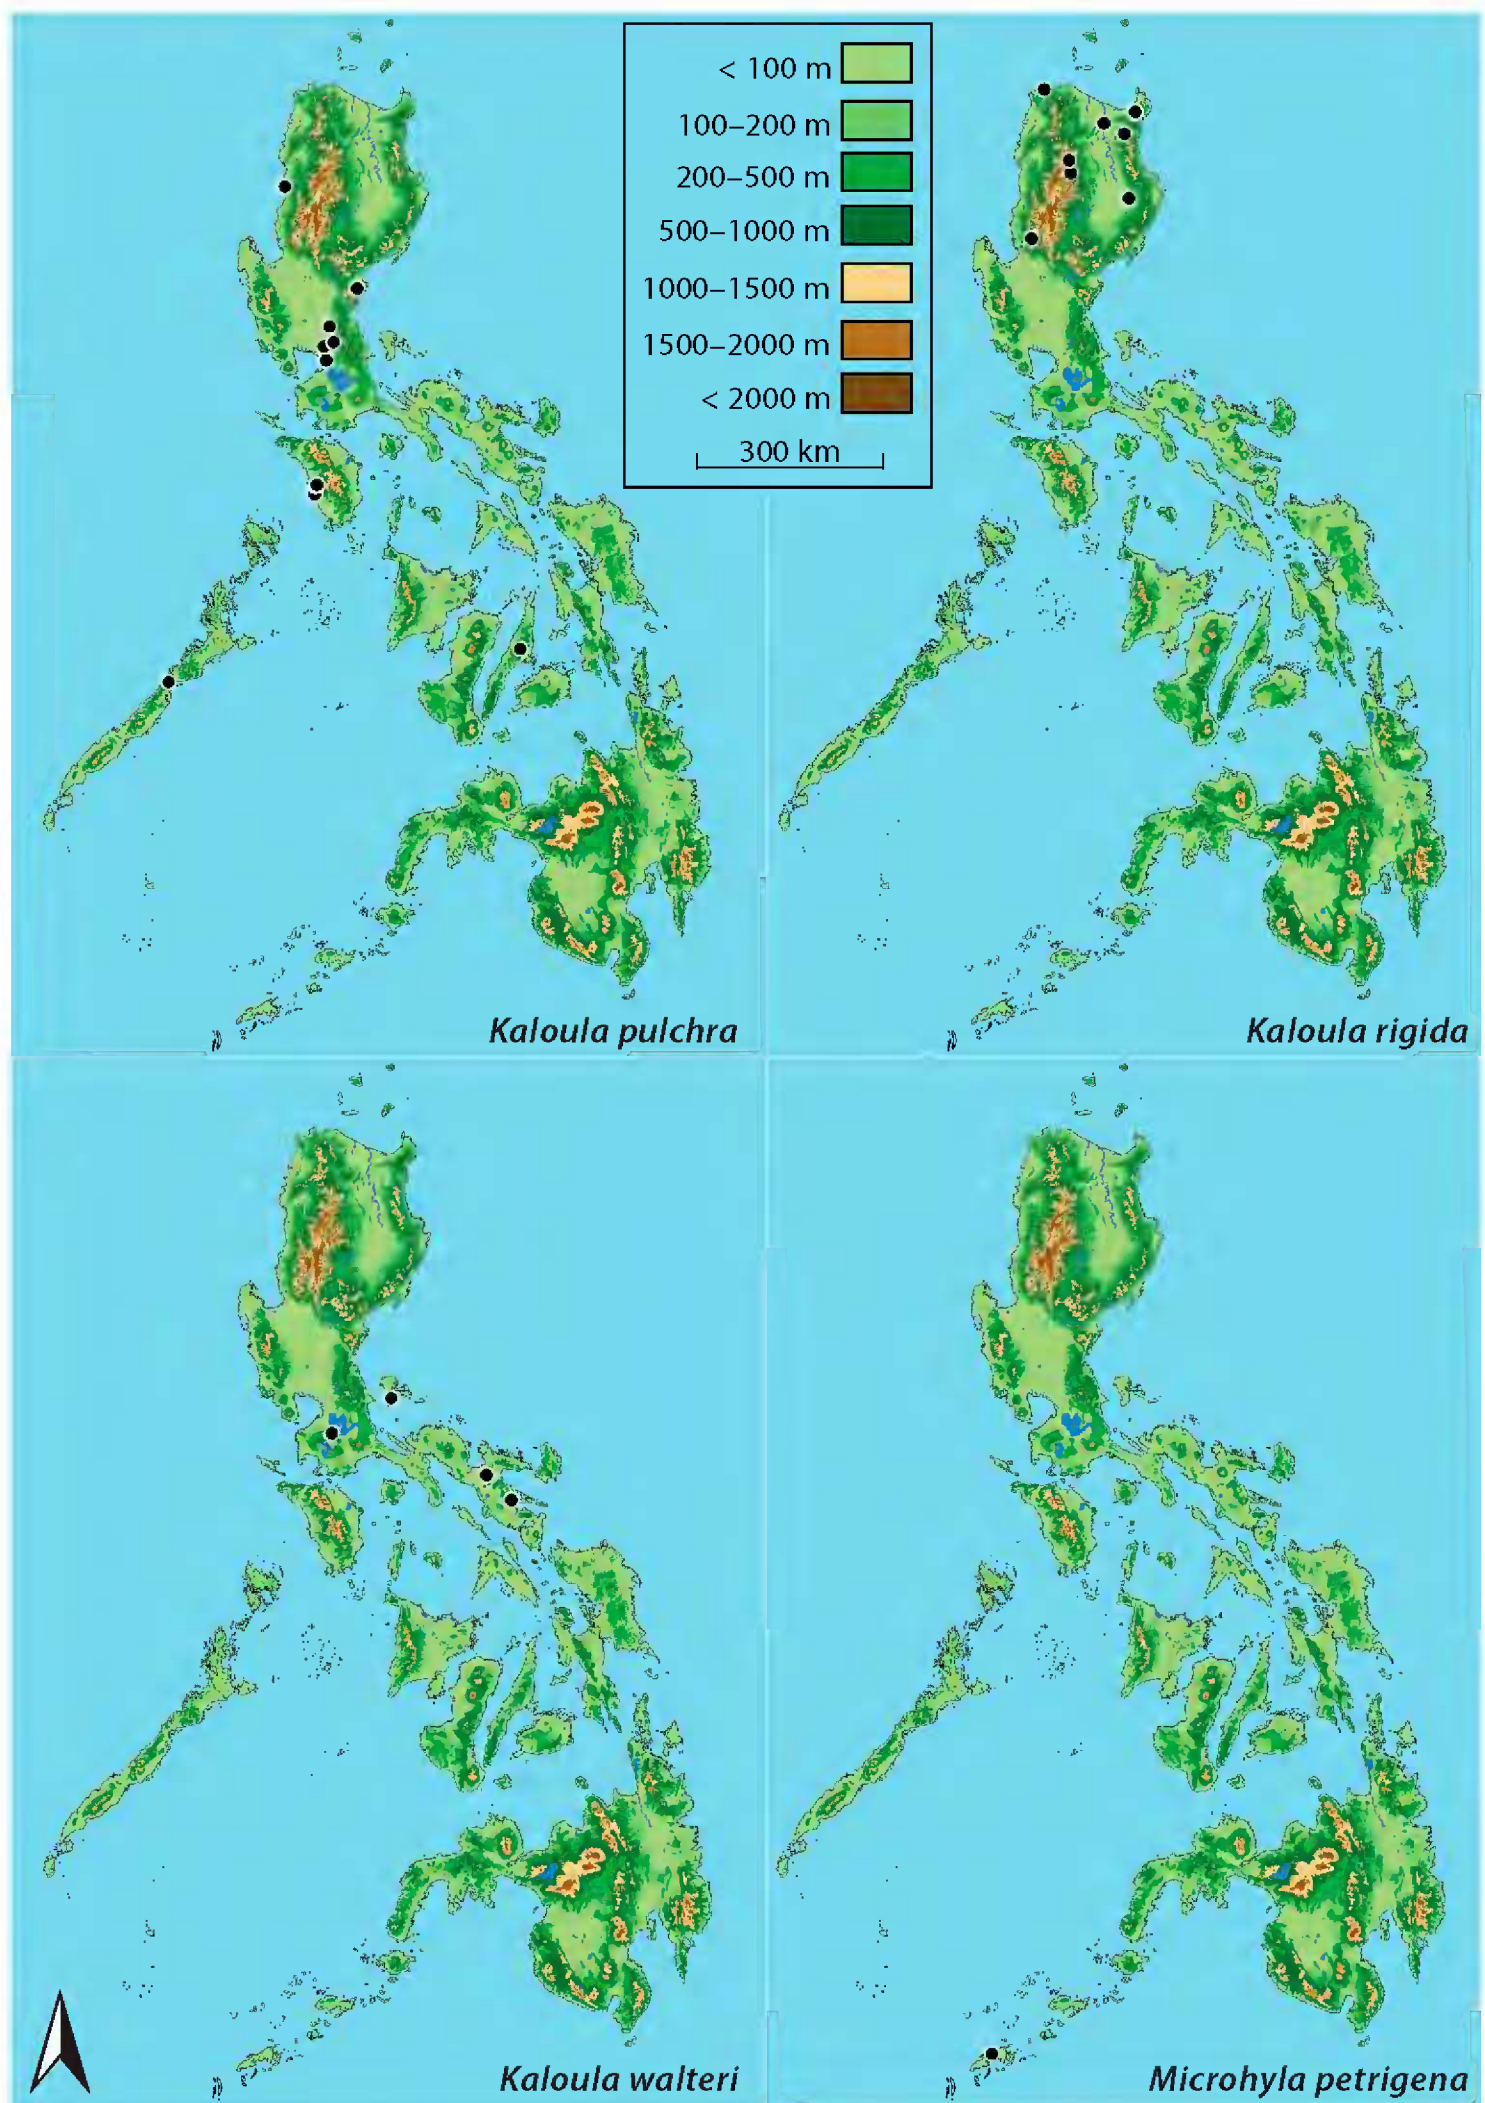 < 100 m
100–200 m
200–500 m
500–1000 m
1000–1500 m
1500–2000 m
< 2000 m
300 km
Kaloula pulchra
Kaloula rigida
Kaloula walteri
Microhyla petrigena